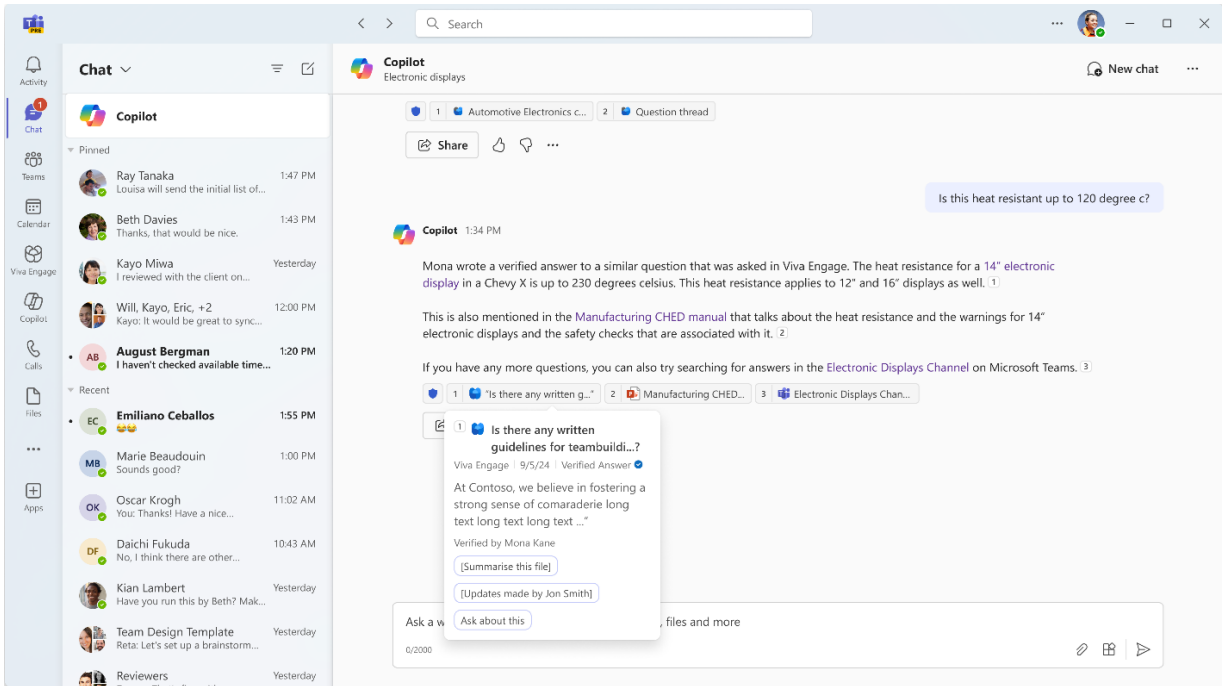 PRE
Search
Activity
1
Chat
Teams
Calendar
Viva Engage
Copilot
Calls
Files
Apps
Chat
Copilot
Pinned
Ray Tanaka 1:47 PM
Louisa will send the initial list of...
Beth Davies 1:43 PM
Thanks, that would be nice.
Kayo Miwa Yesterday
I reviewed with the client on...
Will, Kayo, Eric, +2 12:00 PM
Kayo: It would be great to sync...
AB
August Bergman 1:20 PM
I haven't checked available time...
Recent
EC
Emiliano Ceballos 1:55 PM
😂😂
MB
Marie Beaudouin 1:00 PM
Sounds good?
OK
Oscar Krogh 11:02 AM
You: Thanks! Have a nice...
DF
Daichi Fukuda 10:43 AM
No, I think there are other...
Kian Lambert Yesterday
Have you run this by Beth? Mak...
Team Design Template Yesterday
Reta: Let's set up a brainstorm...
Reviewers Yesterday
Copilot
Electronic displays
New chat
1 Automotive Electronics c... 2 Question thread
Share
Is this heat resistant up to 120 degree c?
Copilot 1:34 PM
Mona wrote a verified answer to a similar question that was asked in Viva Engage. The heat resistance for a 14” electronic
display in a Chevy X is up to 230 degrees celsius. This heat resistance applies to 12" and 16” displays as well. 1
This is also mentioned in the Manufacturing CHED manual that talks about the heat resistance and the warnings for 14”
electronic displays and the safety checks that are associated with it. 2
If you have any more questions, you can also try searching for answers in the Electronic Displays Channel on Microsoft Teams. 3
1 "Is there any written g..." 2 Manufacturing CHED... 3 Electronic Displays Chan...
1 Is there any written
guidelines for teambuildi...?
Viva Engage 9/5/24 Verified Answer
At Contoso, we believe in fostering a
strong sense of comaraderie long
text long text long text ...”
Verified by Mona Kane
[Summarise this file]
[Updates made by Jon Smith]
Ask about this
Ask a w , files and more
0/2000